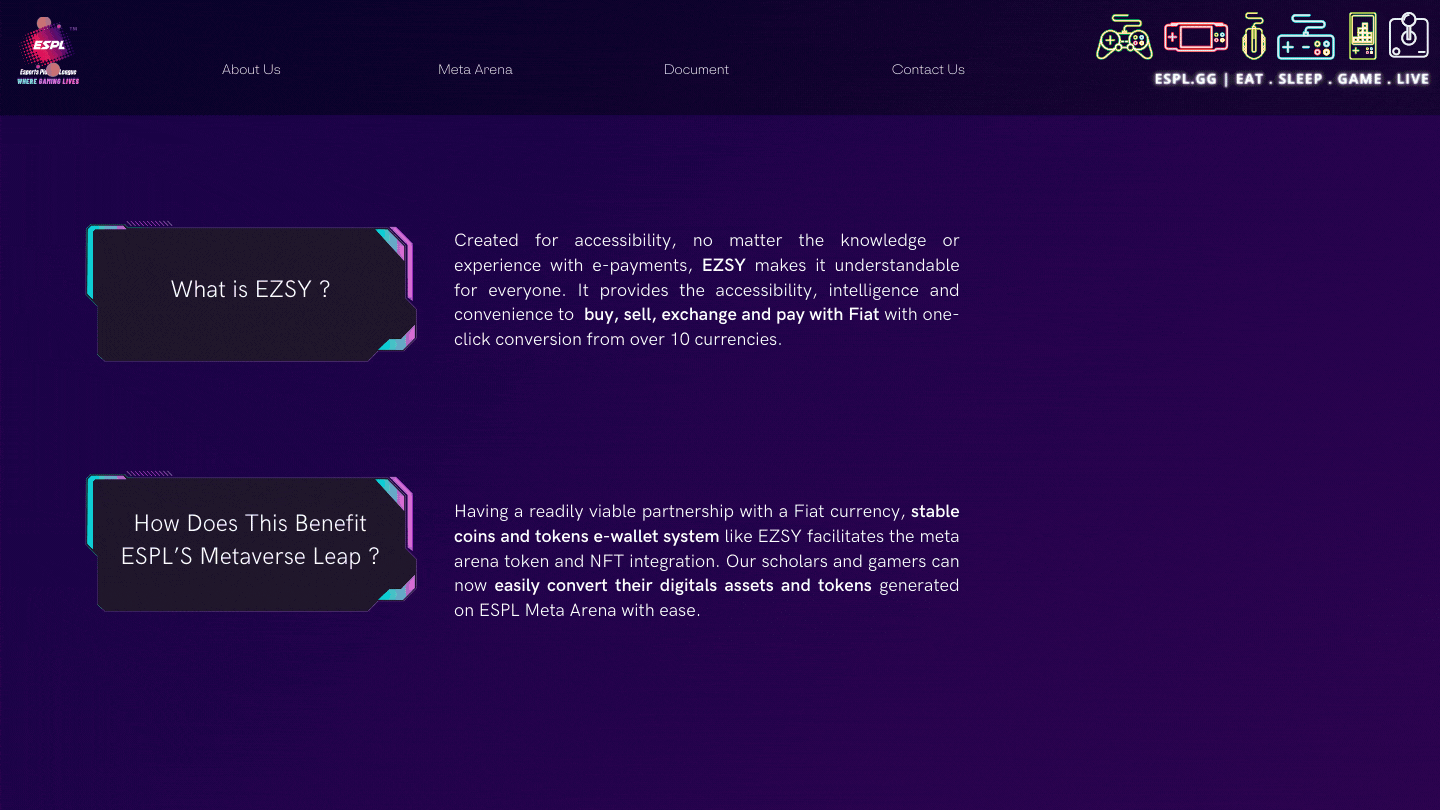 ESPL
TM
Esports Pl League
WHERE GAMING LIVES
About Us
Meta Arena
Document
Contact Us
ESPL.GG | EAT . SLEEP . GAME . LIVE
What is EZSY ?
Created for accessibility, no matter the knowledge or
experience with e-payments, EZSY makes it understandable
for everyone. It provides the accessibility, intelligence and
convenience to buy, sell, exchange and pay with Fiat with one-
click conversion from over 10 currencies.
How Does This Benefit
ESPL’S Metaverse Leap ?
Having a readily viable partnership with a Fiat currency, stable
coins and tokens e-wallet system like EZSY facilitates the meta
arena token and NFT integration. Our scholars and gamers can
now easily convert their digitals assets and tokens generated
on ESPL Meta Arena with ease.